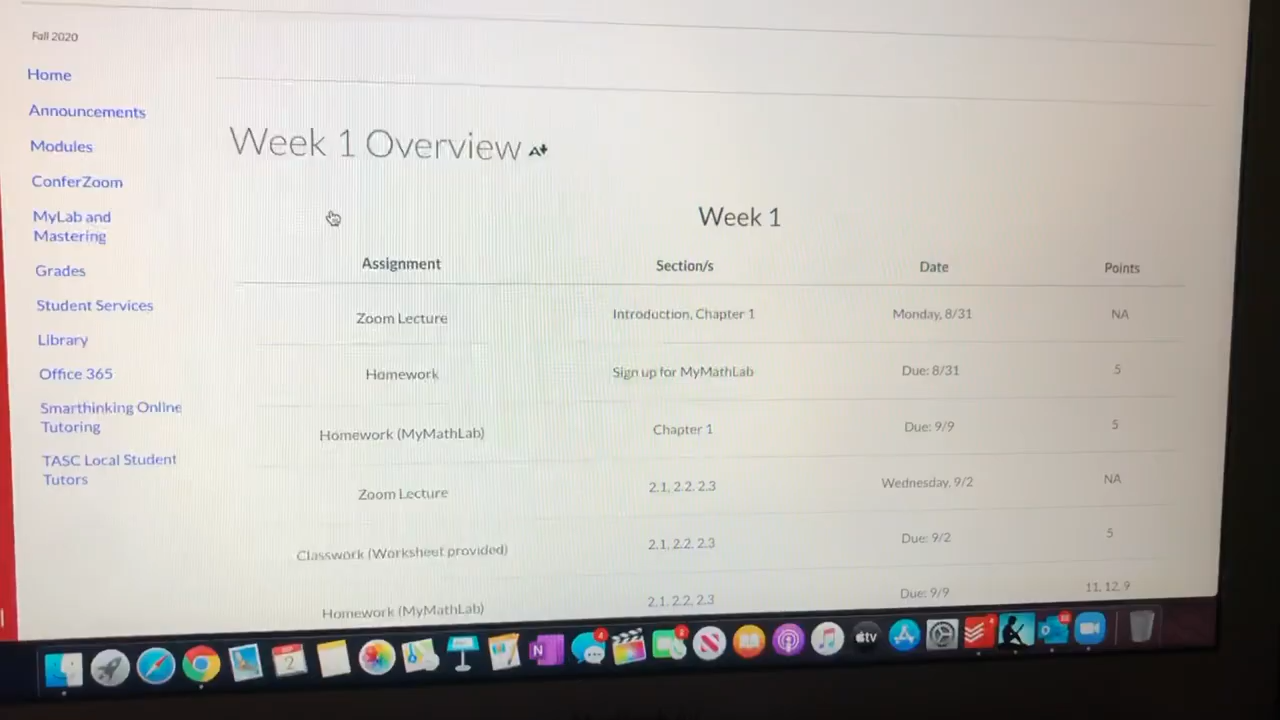 Fall 2020
Home
Announcements
Modules
ConferZoom
MyLab and
Mastering
Grades
Student Services
Library
Office 365
Smarthinking Online
Tutoring
TASC Local Student
Tutors
Week 1 Overview A+
Week 1
Assignment Section/s Date Points
Zoom Lecture Introduction, Chapter 1 Monday, 8/31 NA
Homework Sign up for MyMathLab Due: 8/31 5
Homework (MyMathLab) Chapter 1 Due: 9/9 5
Zoom Lecture 2.1, 2.2, 2.3 Wednesday, 9/2 NA
Classwork (Worksheet provided) 2.1, 2.2, 2.3 Due: 9/2 5
Homework (MyMathLab) 2.1, 2.2, 2.3 Due: 9/9 11, 12, 9
2
N
tv